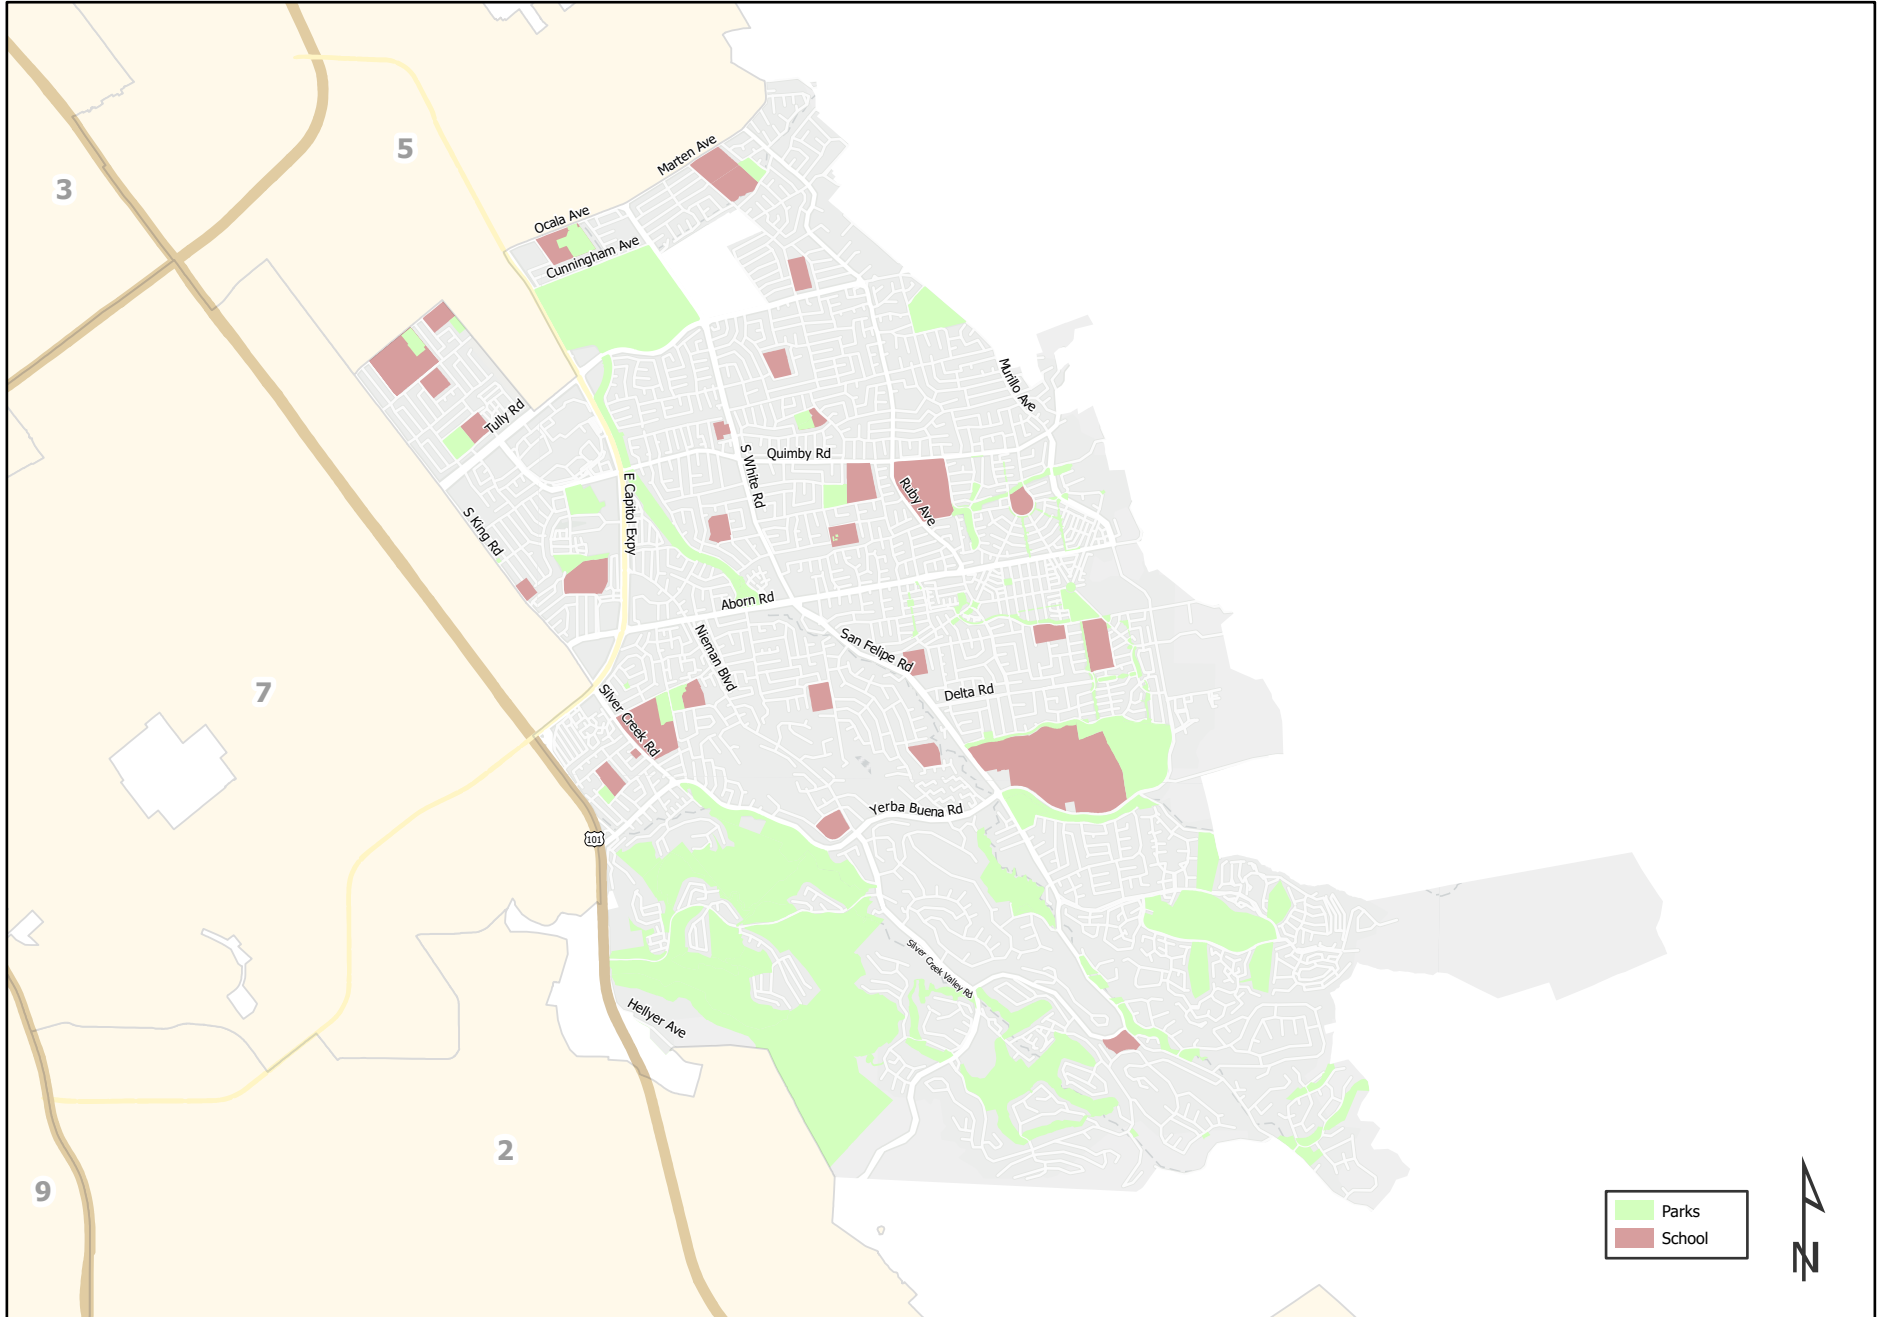 5
3
Marten Ave
Ocala Ave
Cunningham Ave
Murillo Ave
Tully Rd
S White Rd
Quimby Rd
E Capitol Expy
Ruby Ave
S King Rd
Aborn Rd
Nieman Blvd
San Felipe Rd
7
Silver Creek Rd
Delta Rd
Yerba Buena Rd
101
Silver Creek Valley Rd
Hellyer Ave
2
9
Parks
School
N